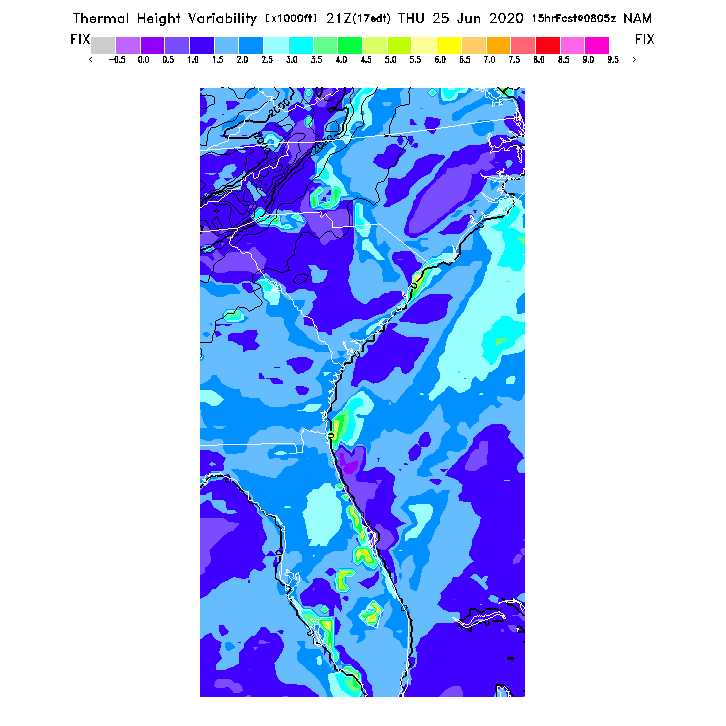 Thermal Height Variability [x1000ft] 21Z(17edt) THU 25 Jun 2020 15hrFcst@0805z NAM
FIX FIX
< -0.5 0.0 0.5 1.0 1.5 2.0 2.5 3.0 3.5 4.0 4.5 5.0 5.5 6.0 6.5 7.0 7.5 8.0 8.5 9.0 9.5 >
2000
0
0